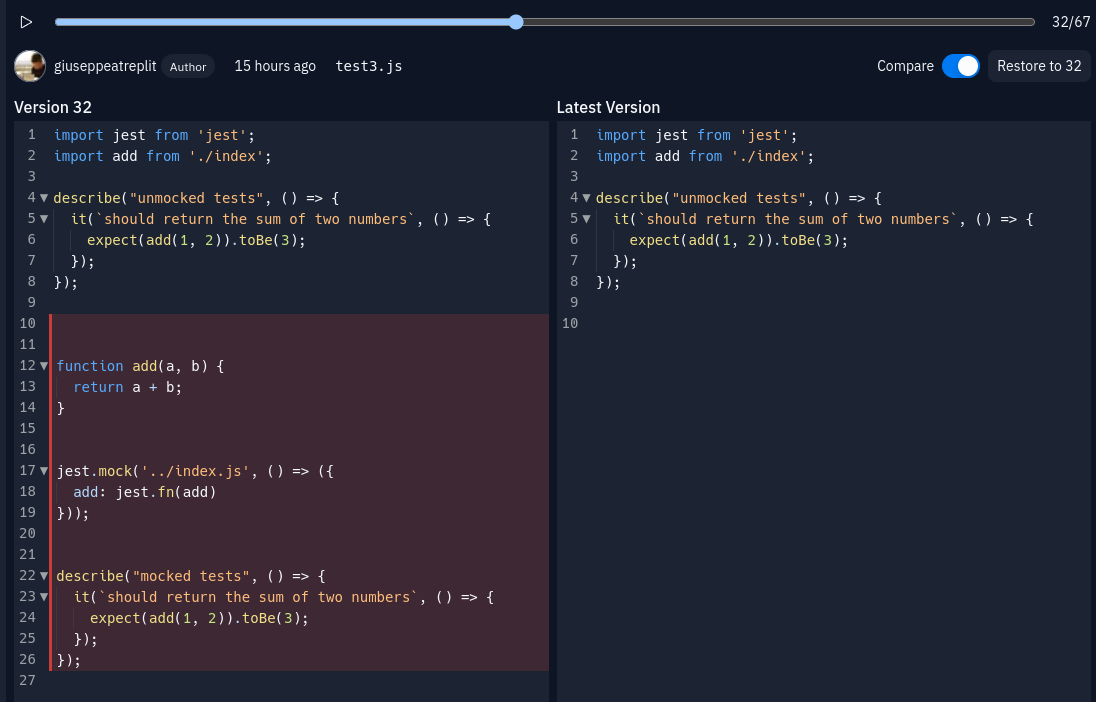 32/67
giuseppeatreplit Author 15 hours ago test3.js Compare Restore to 32
Version 32
1 import jest from 'jest';
2 import add from './index';
3
4 describe("unmocked tests", () => {
5 it(`should return the sum of two numbers`, () => {
6 expect(add(1, 2)).toBe(3);
7 });
8 });
9
10
11
12 function add(a, b) {
13 return a + b;
14 }
15
16
17 jest.mock('../index.js', () => ({
18 add: jest.fn(add)
19 }));
20
21
22 describe("mocked tests", () => {
23 it(`should return the sum of two numbers`, () => {
24 expect(add(1, 2)).toBe(3);
25 });
26 });
27
Latest Version
1 import jest from 'jest';
2 import add from './index';
3
4 describe("unmocked tests", () => {
5 it(`should return the sum of two numbers`, () => {
6 expect(add(1, 2)).toBe(3);
7 });
8 });
9
10